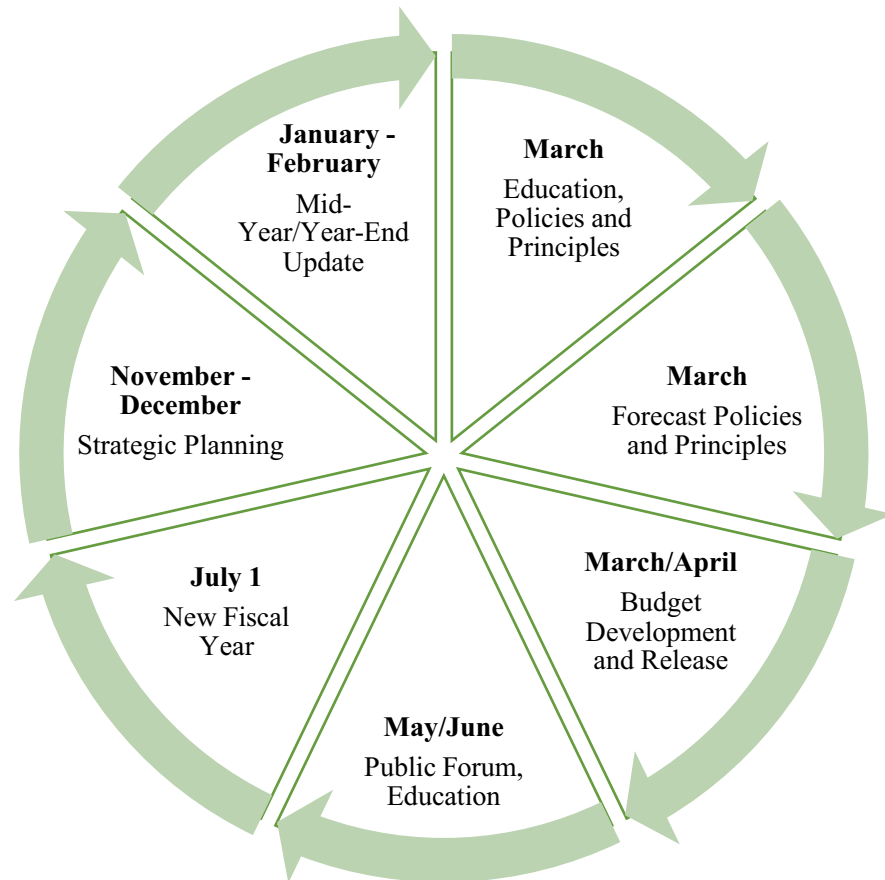 January -
February
Mid-
Year/Year-End
Update
March
Education,
Policies and
Principles
March
Forecast Policies
and Principles
March/April
Budget
Development
and Release
May/June
Public Forum,
Education
July 1
New Fiscal
Year
November -
December
Strategic Planning